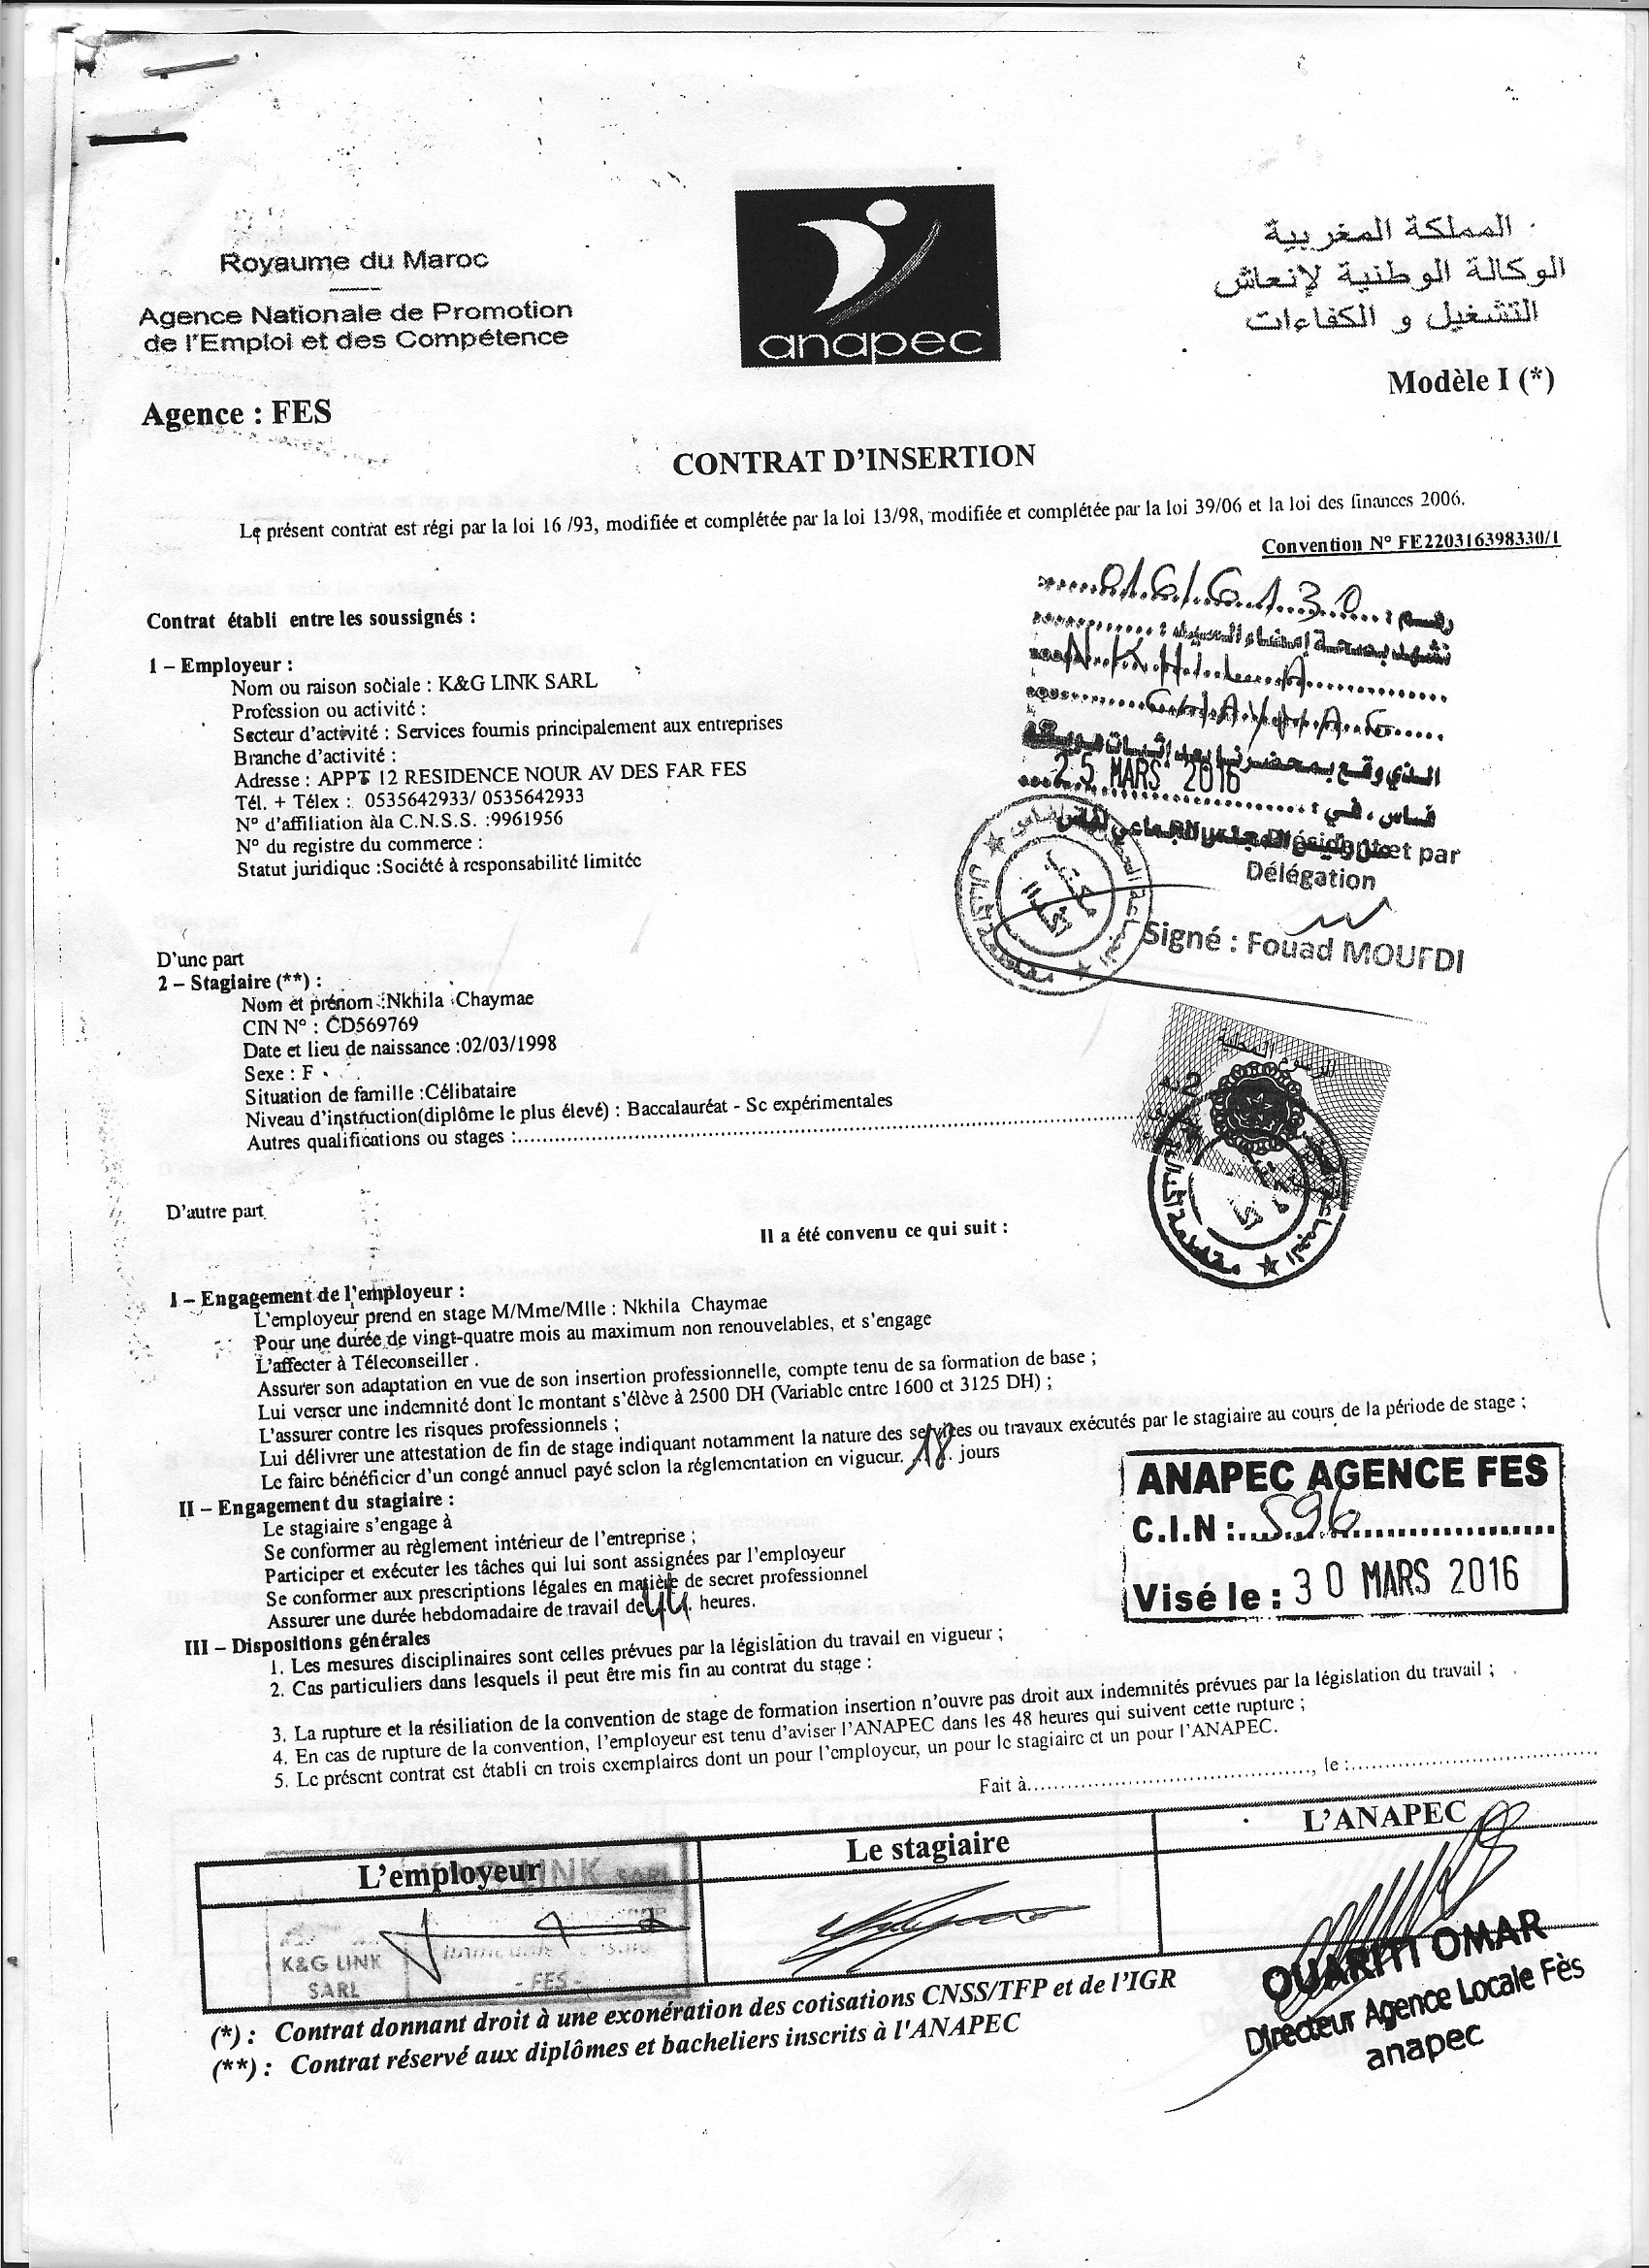 Royaume du Maroc
Agence Nationale de Promotion
de l'Emploi et des Compétence
anapec
المملكة المغربية
الوكالة الوطنية لإنعاش
التشغيل و الكفاءات
Modèle I (*)
Agence : FES
CONTRAT D'INSERTION
Le présent contrat est régi par la loi 16 /93, modifiée et complétée par la loi 13/98, modifiée et complétée par la loi 39/06 et la loi des finances 2006.
Convention N° FE220316398330/1
Contrat établi entre les soussignés :
1 – Employeur :
Nom ou raison sociale : K&G LINK SARL
Profession ou activité :
Secteur d'activité : Services fournis principalement aux entreprises
Branche d'activité :
Adresse : APPT 12 RESIDENCE NOUR AV DES FAR FES
Tél. + Télex : 0535642933/ 0535642933
N° d'affiliation àla C.N.S.S. :9961956
N° du registre du commerce :
Statut juridique :Société à responsabilité limitée
رقم :
نشهد بصحة إمضاء السيد :
NKHILA
الذي وقع بمحضرنا بعد إثبات هويته
25 MARS 2016
فاس ، في :
et par
Délégation
Signé : Fouad MOUFDI
D'une part
2 – Stagiaire (**) :
Nom et prénom :Nkhila Chaymae
CIN N° : CD569769
Date et lieu de naissance :02/03/1998
Sexe : F
Situation de famille :Célibataire
Niveau d'instruction(diplôme le plus élevé) : Baccalauréat - Sc expérimentales
Autres qualifications ou stages :
D'autre part
Il a été convenu ce qui suit :
I – Engagement de l'employeur :
L'employeur prend en stage M/Mme/Mlle : Nkhila Chaymae
Pour une durée de vingt-quatre mois au maximum non renouvelables, et s'engage
L'affecter à Téleconseiller .
Assurer son adaptation en vue de son insertion professionnelle, compte tenu de sa formation de base ;
Lui verser une indemnité dont le montant s'élève à 2500 DH (Variable entre 1600 et 3125 DH) ;
L'assurer contre les risques professionnels ;
Lui délivrer une attestation de fin de stage indiquant notamment la nature des services ou travaux exécutés par le stagiaire au cours de la période de stage ;
Le faire bénéficier d'un congé annuel payé selon la réglementation en vigueur. 18. jours
II – Engagement du stagiaire :
Le stagiaire s'engage à
Se conformer au règlement intérieur de l'entreprise ;
Participer et exécuter les tâches qui lui sont assignées par l'employeur
Se conformer aux prescriptions légales en matière de secret professionnel
Assurer une durée hebdomadaire de travail de 44. heures.
ANAPEC AGENCE FES
C.I.N : 596
Visé le : 30 MARS 2016
III – Dispositions générales
1. Les mesures disciplinaires sont celles prévues par la législation du travail en vigueur ;
2. Cas particuliers dans lesquels il peut être mis fin au contrat du stage :
3. La rupture et la résiliation de la convention de stage de formation insertion n'ouvre pas droit aux indemnités prévues par la législation du travail ;
4. En cas de rupture de la convention, l'employeur est tenu d'aviser l'ANAPEC dans les 48 heures qui suivent cette rupture ;
5. Le présent contrat est établi en trois exemplaires dont un pour l'employeur, un pour le stagiaire et un pour l'ANAPEC.
Fait à..........................................., le :..........................................
L'employeur Le stagiaire L'ANAPEC
LINK SARL
K&G LINK
SARL
- FES -
OUARITI OMAR
Directeur Agence Locale Fès
anapec
(*) : Contrat donnant droit à une exonération des cotisations CNSS/TFP et de l'IGR
(**) : Contrat réservé aux diplômes et bacheliers inscrits à l'ANAPEC